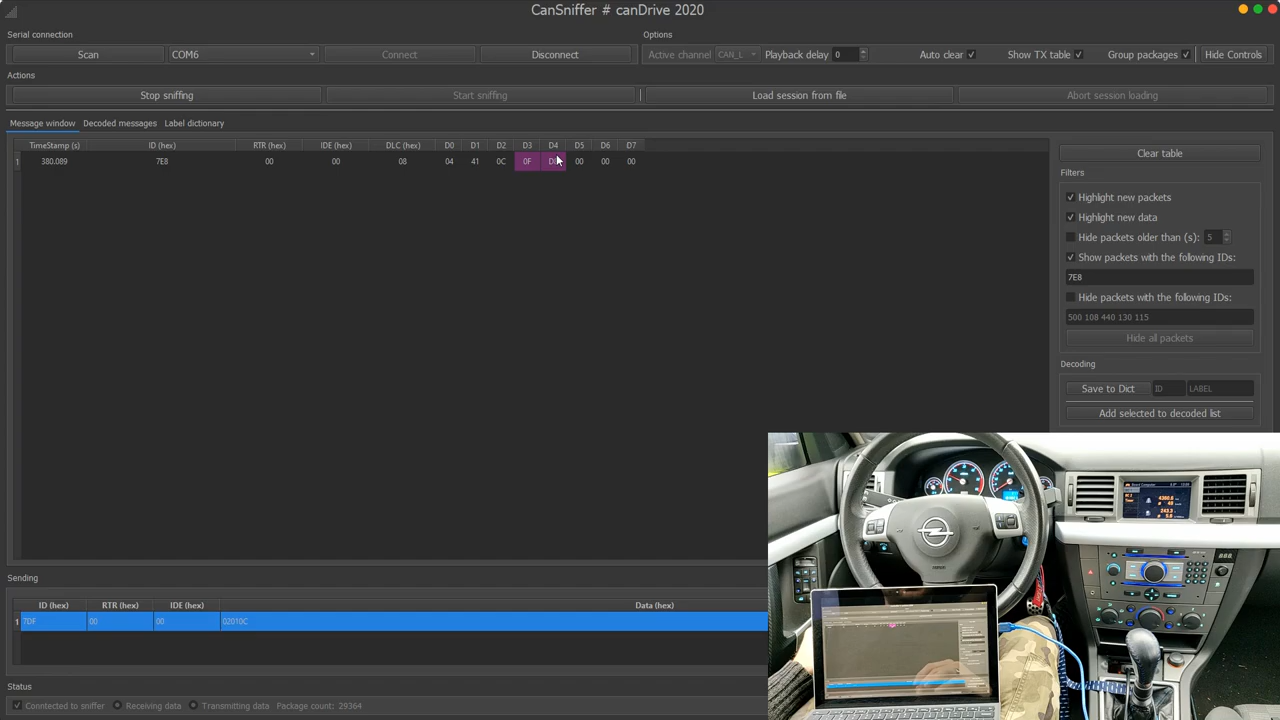 CanSniffer # canDrive 2020
Serial connection
Options
Scan
COM6
Connect
Disconnect
Active channel CAN_L
Playback delay 0
Auto clear
Show TX table
Group packages
Hide Controls
Actions
Stop sniffing
Start sniffing
Load session from file
Abort session loading
Message window Decoded messages Label dictionary
TimeStamp (s) ID (hex) RTR (hex) IDE (hex) DLC (hex) D0 D1 D2 D3 D4 D5 D6 D7
1 380.089 7E8 00 00 08 04 41 0C 0F 00 00 00
Clear table
Filters
Highlight new packets
Highlight new data
Hide packets older than (s): 5
Show packets with the following IDs:
7E8
Hide packets with the following IDs:
500 108 440 130 115
Hide all packets
Decoding
Save to Dict ID LABEL
Add selected to decoded list
Sending
ID (hex) RTR (hex) IDE (hex) Data (hex)
1 7DF 00 00 02010C
Status
Cbntected to sniffer
Receiving data
Transmitting data
Package count: 29306